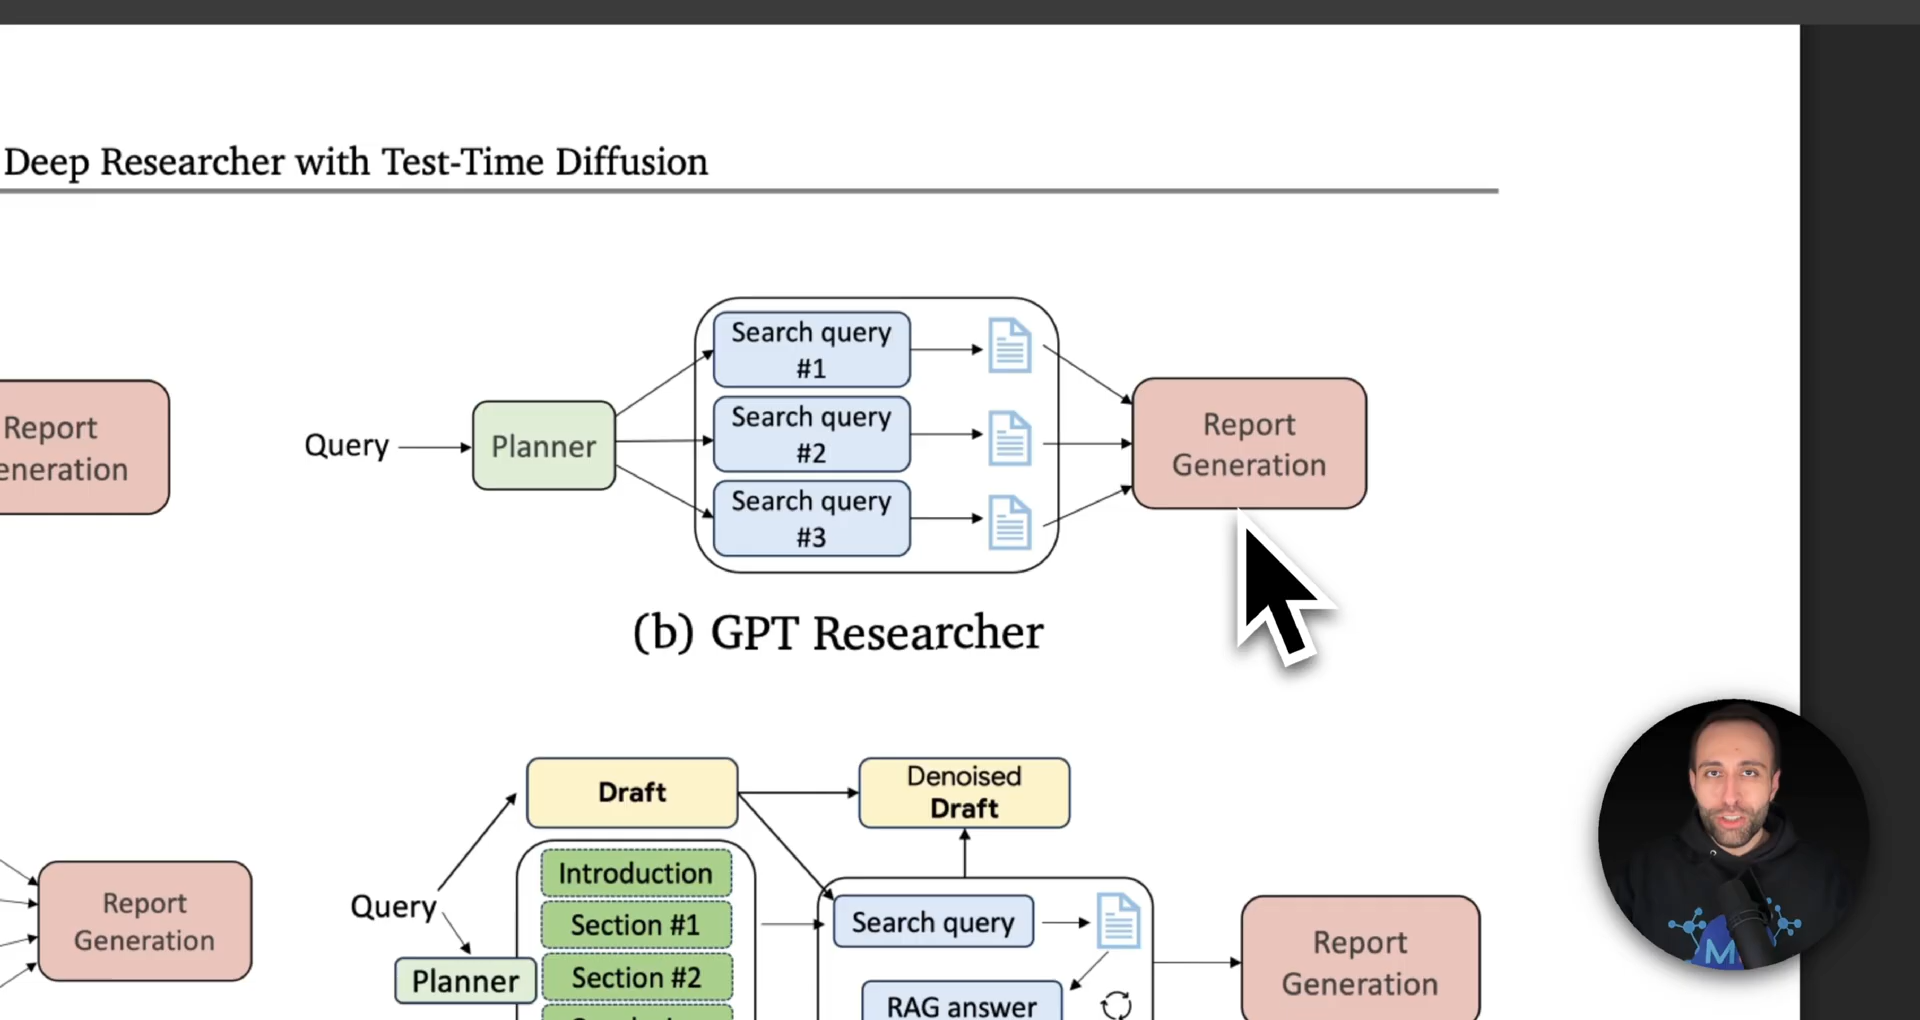 Deep Researcher with Test-Time Diffusion
Report
eneration
Query
Planner
Search query
#1
Search query
#2
Search query
#3
Report
Generation
(b) GPT Researcher
Report
Generation
Query
Planner
Draft
Introduction
Section #1
Section #2
Denoised
Draft
Search query
RAG answer
Report
Generation
M